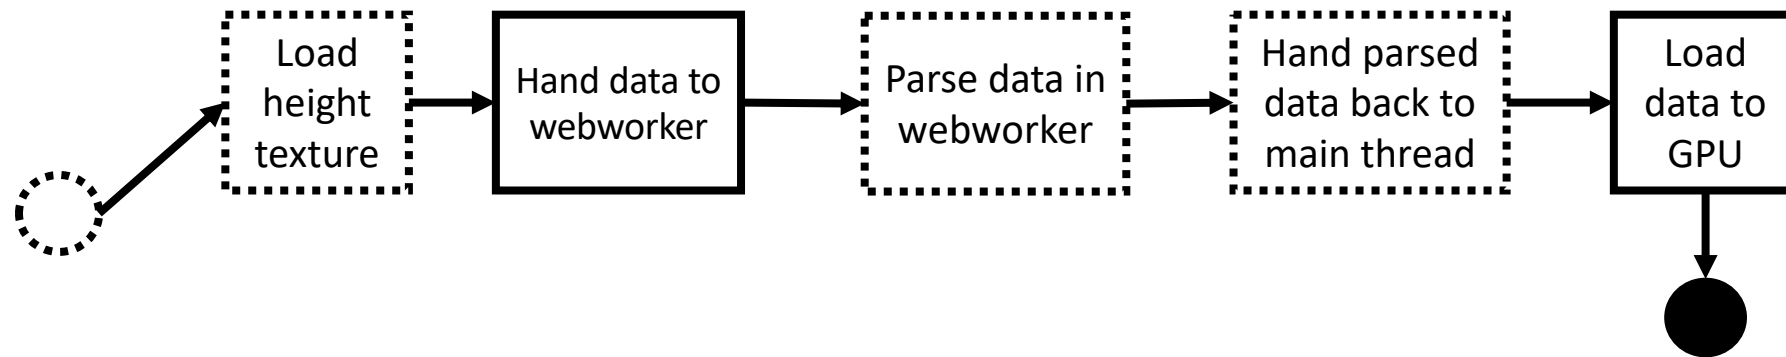 Load
height
texture
Hand data to
webworker
Parse data in
webworker
Hand parsed
data back to
main thread
Load
data to
GPU